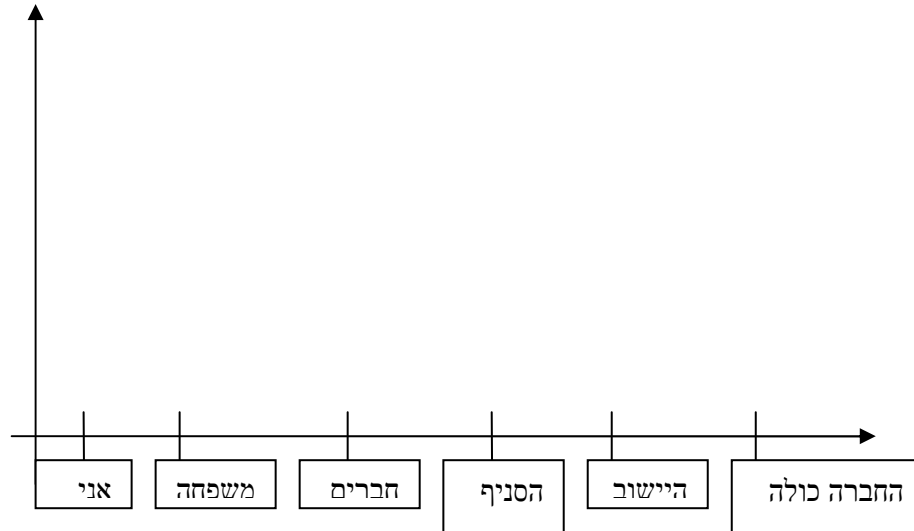 אני
משפחה
חברים
הסניף
היישוב
החברה כולה